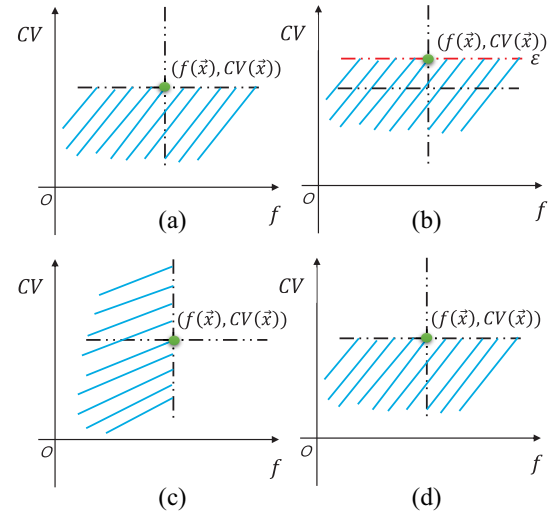 CV
(f(x⃗), CV(x⃗))
O
f
(a)
CV
(f(x⃗), CV(x⃗))
ε
O
f
(b)
CV
(f(x⃗), CV(x⃗))
O
f
(c)
CV
(f(x⃗), CV(x⃗))
O
f
(d)